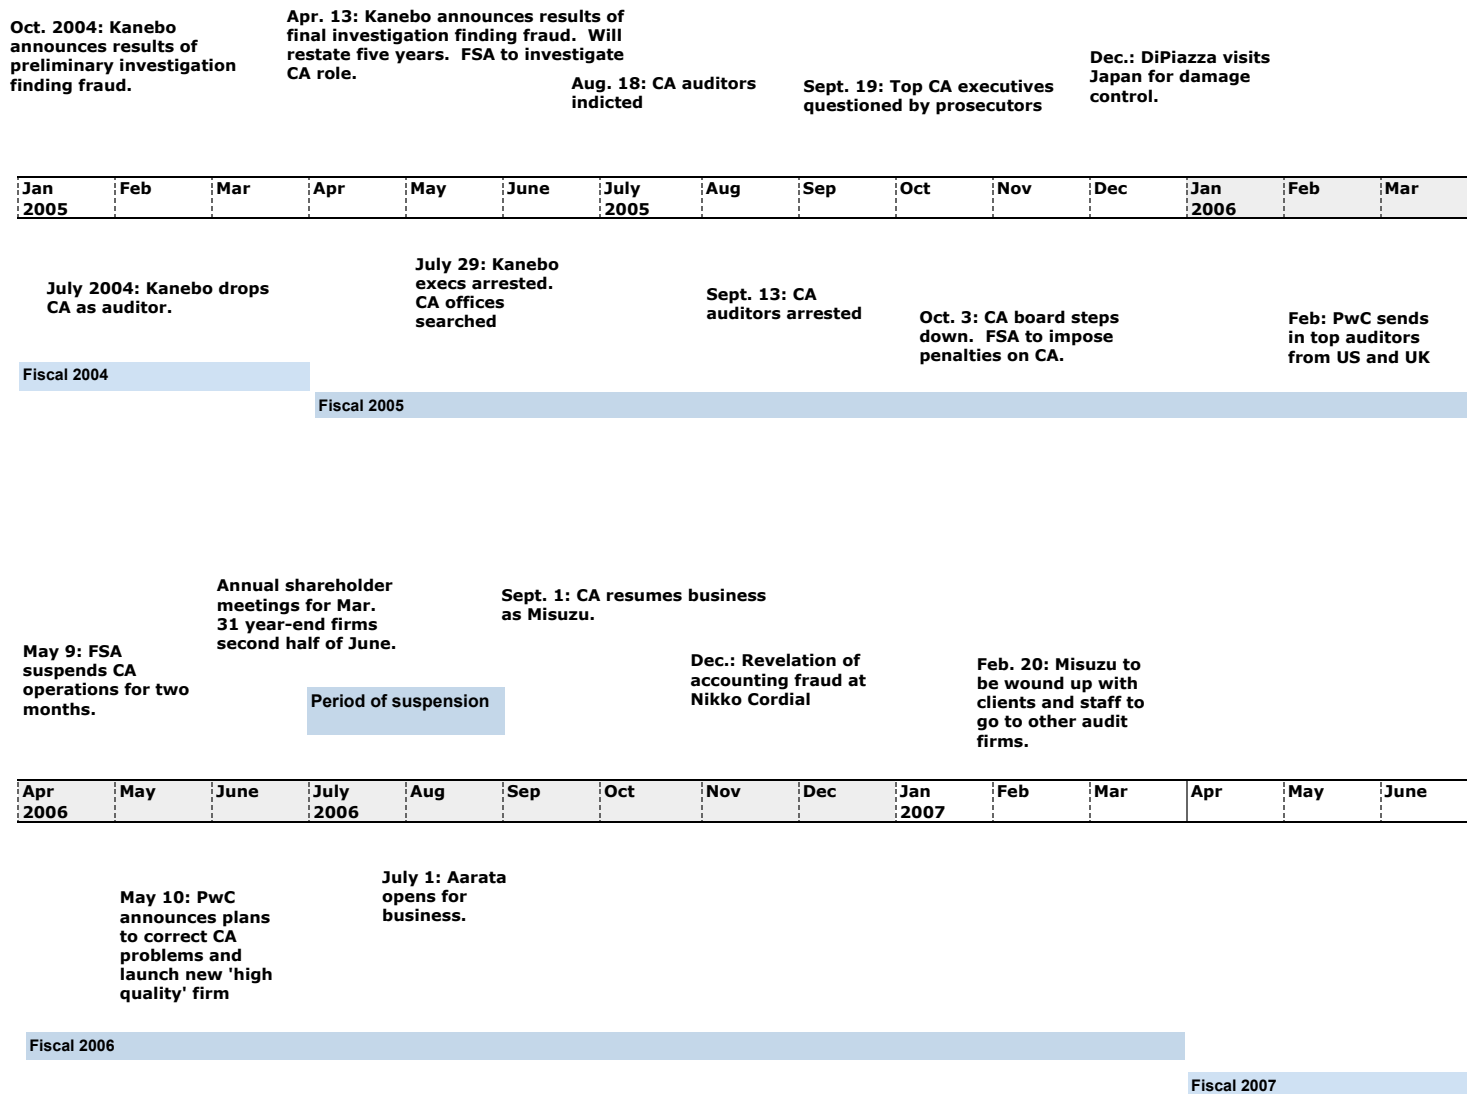 Oct. 2004: Kanebo
announces results of
preliminary investigation
finding fraud.
Apr. 13: Kanebo announces results of
final investigation finding fraud.  Will
restate five years.  FSA to investigate
CA role.
Aug. 18: CA auditors
indicted
Sept. 19: Top CA executives
questioned by prosecutors
Dec.: DiPiazza visits
Japan for damage
control.
Jan Feb Mar Apr May June July Aug Sep Oct Nov Dec Jan Feb Mar
2005 2005 2006
July 2004: Kanebo drops
CA as auditor.
July 29: Kanebo
execs arrested.
CA offices
searched
Sept. 13: CA
auditors arrested
Oct. 3: CA board steps
down.  FSA to impose
penalties on CA.
Feb: PwC sends
in top auditors
from US and UK
Fiscal 2004
Fiscal 2005
May 9: FSA
suspends CA
operations for two
months.
Annual shareholder
meetings for Mar.
31 year-end firms
second half of June.
Period of suspension
Sept. 1: CA resumes business
as Misuzu.
Dec.: Revelation of
accounting fraud at
Nikko Cordial
Feb. 20: Misuzu to
be wound up with
clients and staff to
go to other audit
firms.
Apr May June July Aug Sep Oct Nov Dec Jan Feb Mar Apr May June
2006 2006 2007
May 10: PwC
announces plans
to correct CA
problems and
launch new 'high
quality' firm
July 1: Aarata
opens for
business.
Fiscal 2006
Fiscal 2007